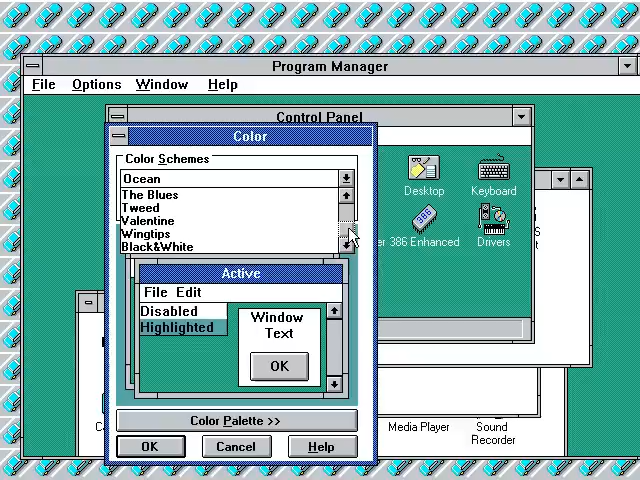 Program Manager
File Options Window Help
Control Panel
Color
Color Schemes
Ocean
The Blues
Tweed
Valentine
Wingtips
Black&White
Desktop
Keyboard
386
386 Enhanced
Drivers
Active
File Edit
Disabled
Highlighted
Window
Text
OK
Color Palette >>
OK Cancel Help
Media Player
Sound
Recorder